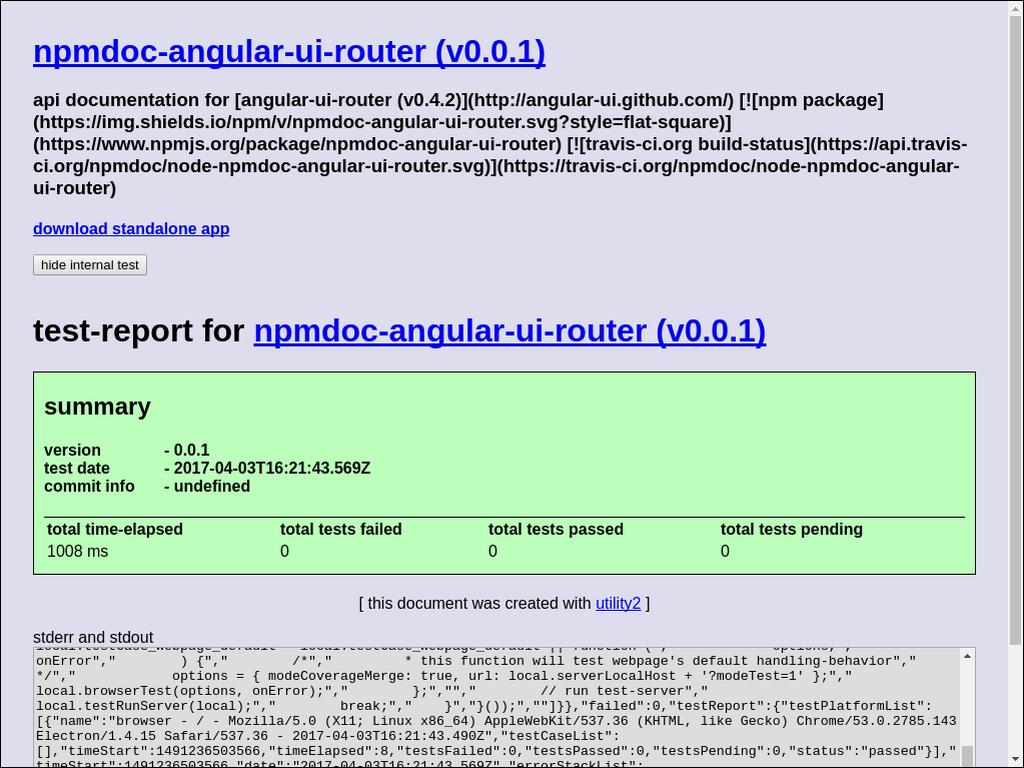 npmdoc-angular-ui-router (v0.0.1)
api documentation for [angular-ui-router (v0.4.2)](http://angular-ui.github.com/) [![npm package]
(https://img.shields.io/npm/v/npmdoc-angular-ui-router.svg?style=flat-square)]
(https://www.npmjs.org/package/npmdoc-angular-ui-router) [![travis-ci.org build-status](https://api.travis-
ci.org/npmdoc/node-npmdoc-angular-ui-router.svg)](https://travis-ci.org/npmdoc/node-npmdoc-angular-
ui-router)
download standalone app
hide internal test
test-report for npmdoc-angular-ui-router (v0.0.1)
summary
version - 0.0.1
test date - 2017-04-03T16:21:43.569Z
commit info - undefined
total time-elapsed total tests failed total tests passed total tests pending
1008 ms 0 0 0
[ this document was created with utility2 ]
stderr and stdout
onError","        ) {","        /*","         * this function will test webpage's default handling-behavior","
*/","            options = { modeCoverageMerge: true, url: local.serverLocalHost + '?modeTest=1' };","
local.browserTest(options, onError);","        };","","        // run test-server","
local.testRunServer(local);","        break;","    }","}());",""]}},"failed":0,"testReport":{"testPlatformList":
[{"name":"browser - / - Mozilla/5.0 (X11; Linux x86_64) AppleWebKit/537.36 (KHTML, like Gecko) Chrome/53.0.2785.143
Electron/1.4.15 Safari/537.36 - 2017-04-03T16:21:43.490Z","testCaseList":
[],"timeStart":1491236503566,"timeElapsed":8,"testsFailed":0,"testsPassed":0,"testsPending":0,"status":"passed"}],"
timeStart":1491236503566,"date":"2017-04-03T16:21:43.569Z","errorStackList":